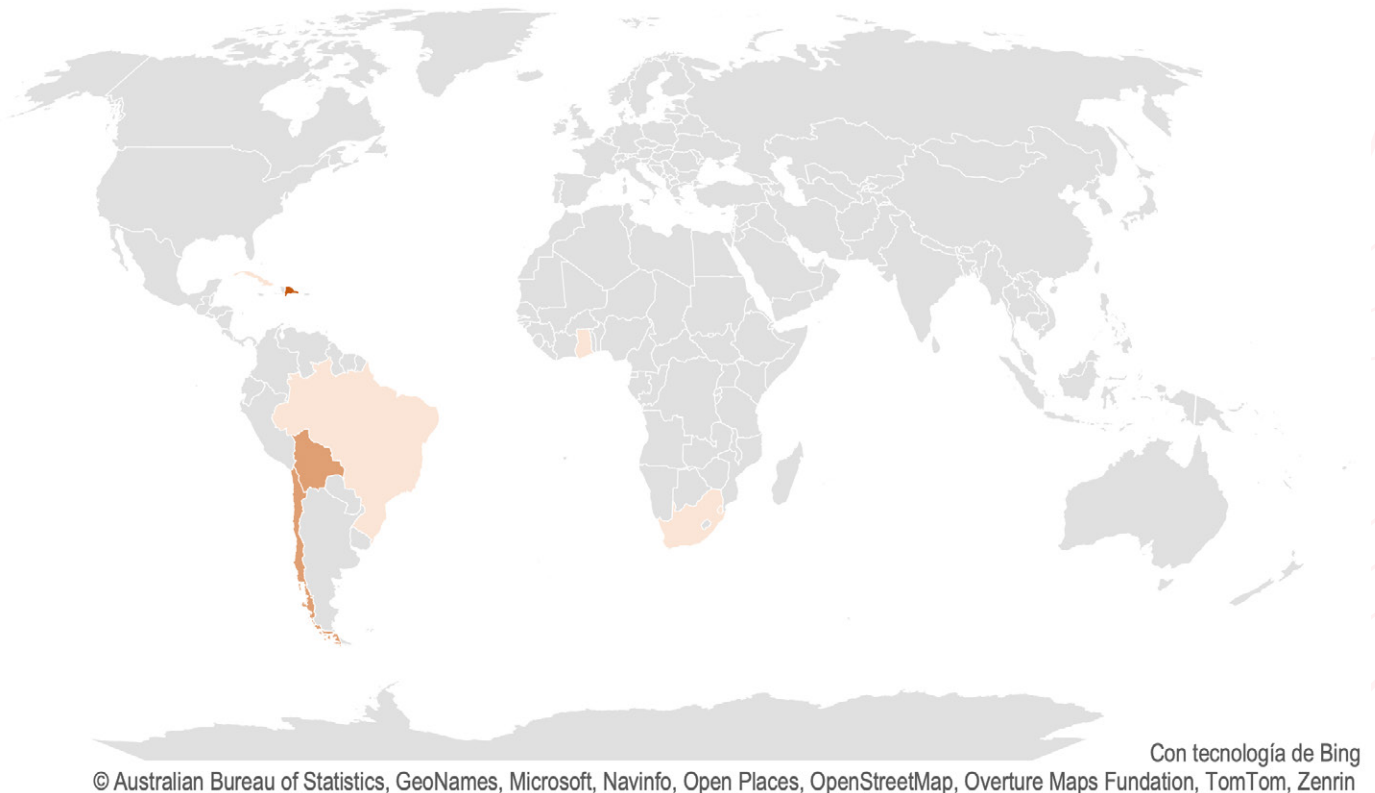 Con tecnología de Bing
© Australian Bureau of Statistics, GeoNames, Microsoft, Navinfo, Open Places, OpenStreetMap, Overture Maps Fundation, TomTom, Zenrin